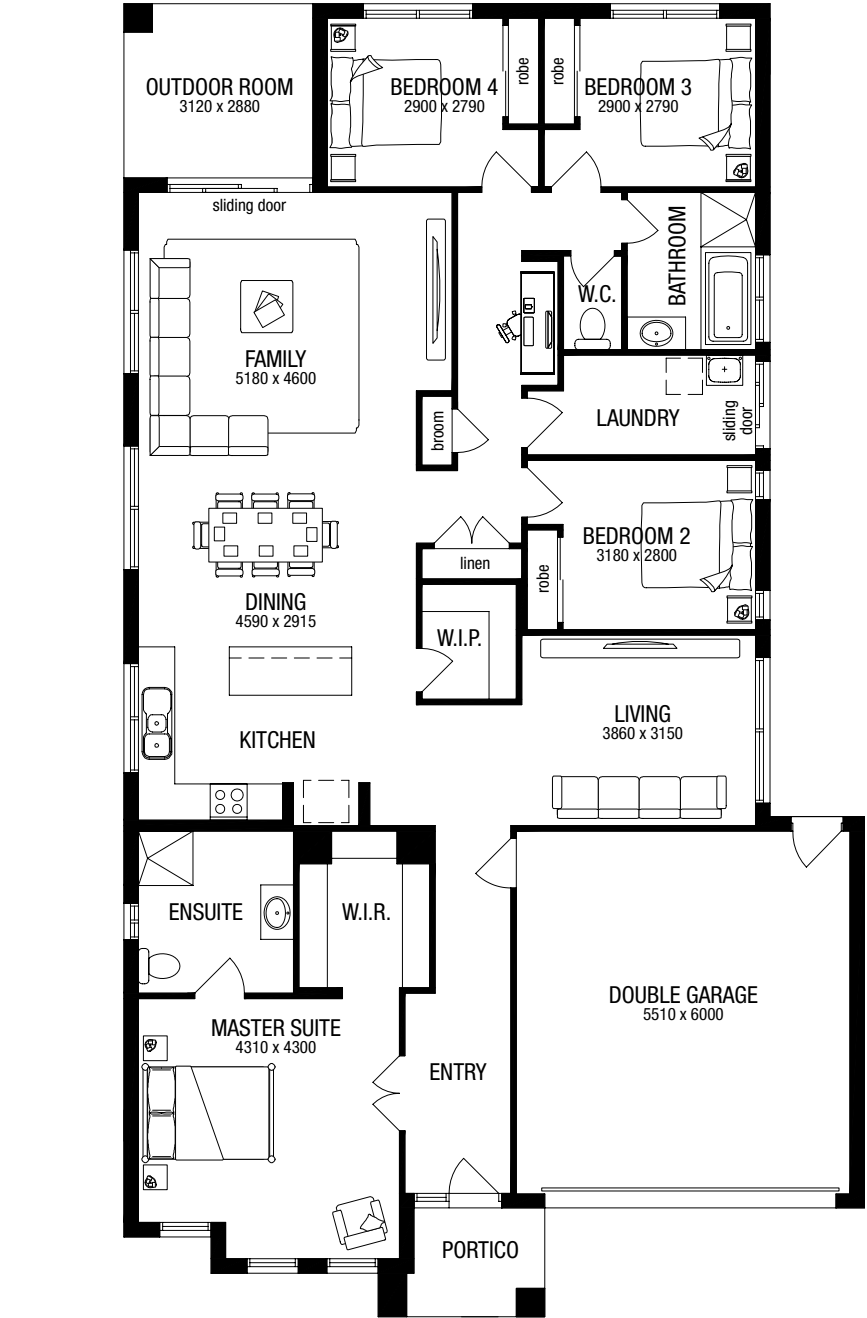 OUTDOOR ROOM
3120 x 2880
BEDROOM 4
2900 x 2790
robe
robe
BEDROOM 3
2900 x 2790
sliding door
BATHROOM
W.C.
FAMILY
5180 x 4600
broom
LAUNDRY
sliding
door
BEDROOM 2
3180 x 2800
linen
robe
DINING
4590 x 2915
W.I.P.
LIVING
3860 x 3150
KITCHEN
ENSUITE
W.I.R.
DOUBLE GARAGE
5510 x 6000
MASTER SUITE
4310 x 4300
ENTRY
PORTICO